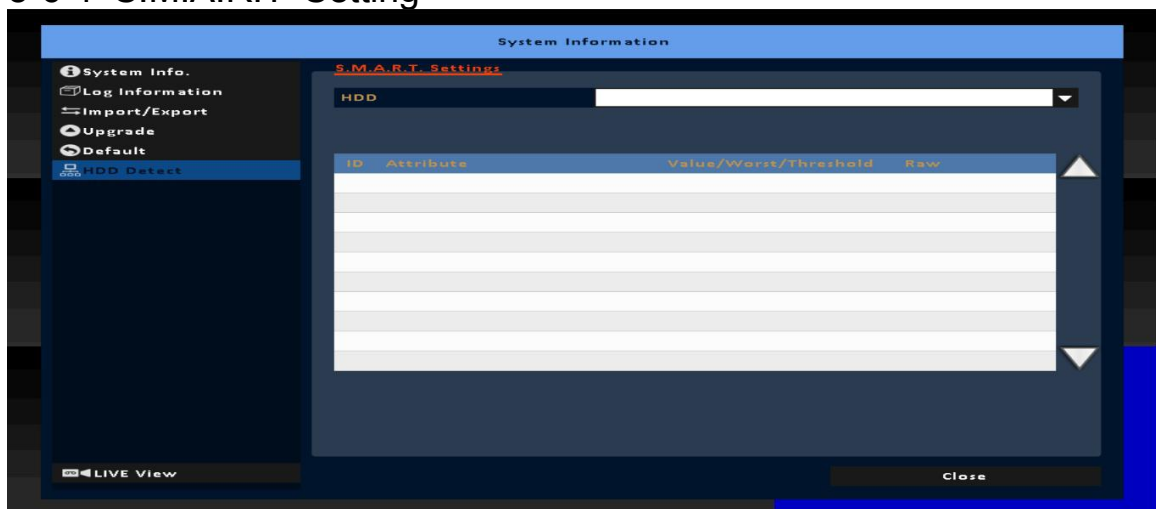 System Information
System Info.
Log Information
Import/Export
Upgrade
Default
HDD Detect
S.M.A.R.T. Settings
HDD
ID Attribute Value/Worst/Threshold Raw
LIVE View
Close